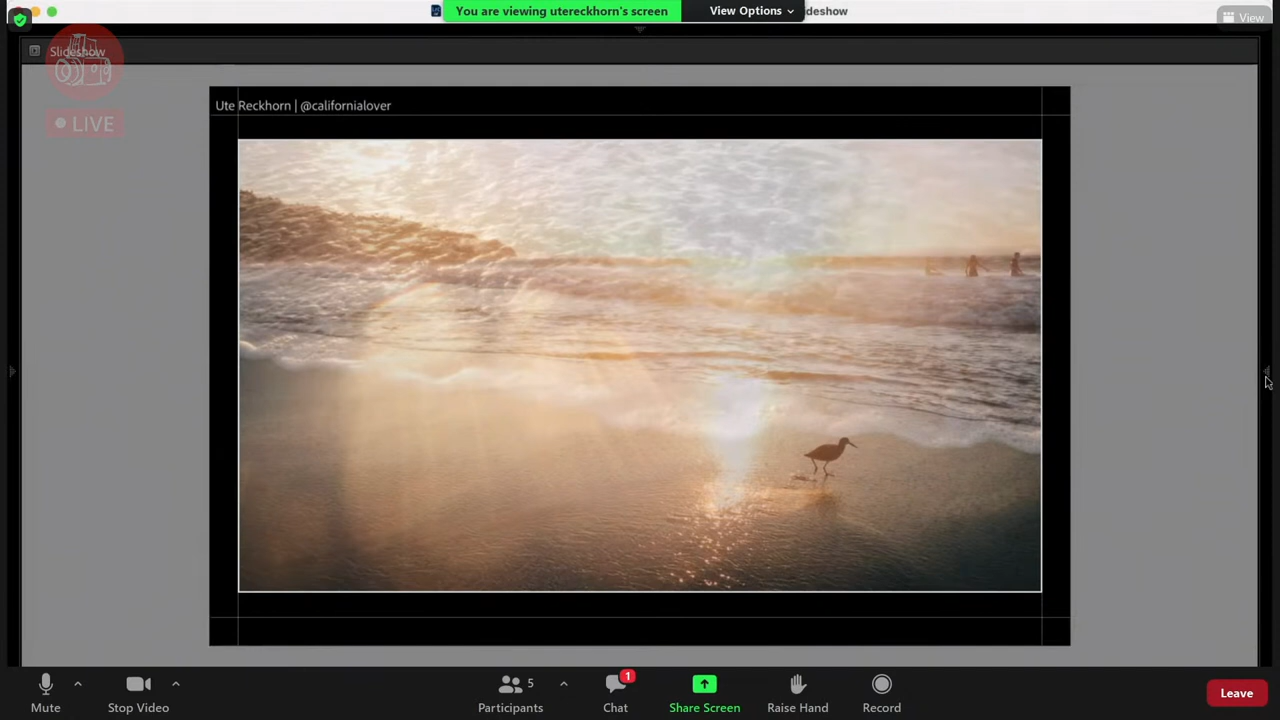 You are viewing utereckhorn's screen
View Options
ideshow
View
Slideshow
LIVE
Ute Reckhorn | @californialover
Mute
Stop Video
5
Participants
1
Chat
Share Screen
Raise Hand
Record
Leave